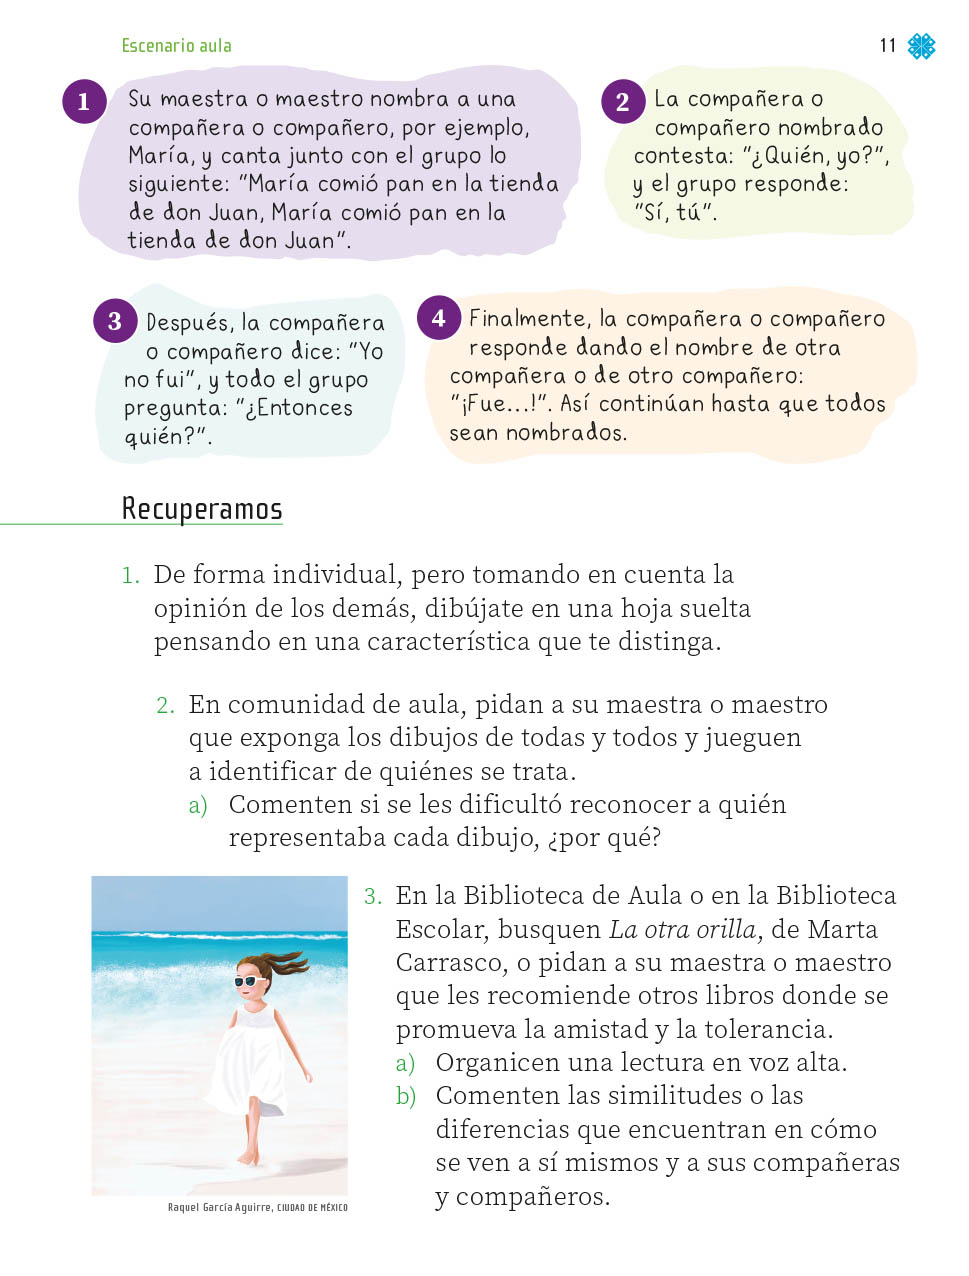 Escenario aula
11
1
Su maestra o maestro nombra a una
compañera o compañero, por ejemplo,
María, y canta junto con el grupo lo
siguiente: "María comió pan en la tienda
de don Juan, María comió pan en la
tienda de don Juan".
2
La compañera o
compañero nombrado
contesta: "¿Quién, yo?",
y el grupo responde:
"Sí, tú".
3
Después, la compañera
o compañero dice: "Yo
no fui", y todo el grupo
pregunta: "¿Entonces
quién?".
4
Finalmente, la compañera o compañero
responde dando el nombre de otra
compañera o de otro compañero:
"¡Fue...!". Así continúan hasta que todos
sean nombrados.
Recuperamos
1. De forma individual, pero tomando en cuenta la
opinión de los demás, dibújate en una hoja suelta
pensando en una característica que te distinga.
2. En comunidad de aula, pidan a su maestra o maestro
que exponga los dibujos de todas y todos y jueguen
a identificar de quiénes se trata.
a) Comenten si se les dificultó reconocer a quién
representaba cada dibujo, ¿por qué?
3. En la Biblioteca de Aula o en la Biblioteca
Escolar, busquen La otra orilla, de Marta
Carrasco, o pidan a su maestra o maestro
que les recomiende otros libros donde se
promueva la amistad y la tolerancia.
a) Organicen una lectura en voz alta.
b) Comenten las similitudes o las
diferencias que encuentran en cómo
se ven a sí mismos y a sus compañeras
y compañeros.
Raquel García Aguirre, CIUDAD DE MÉXICO